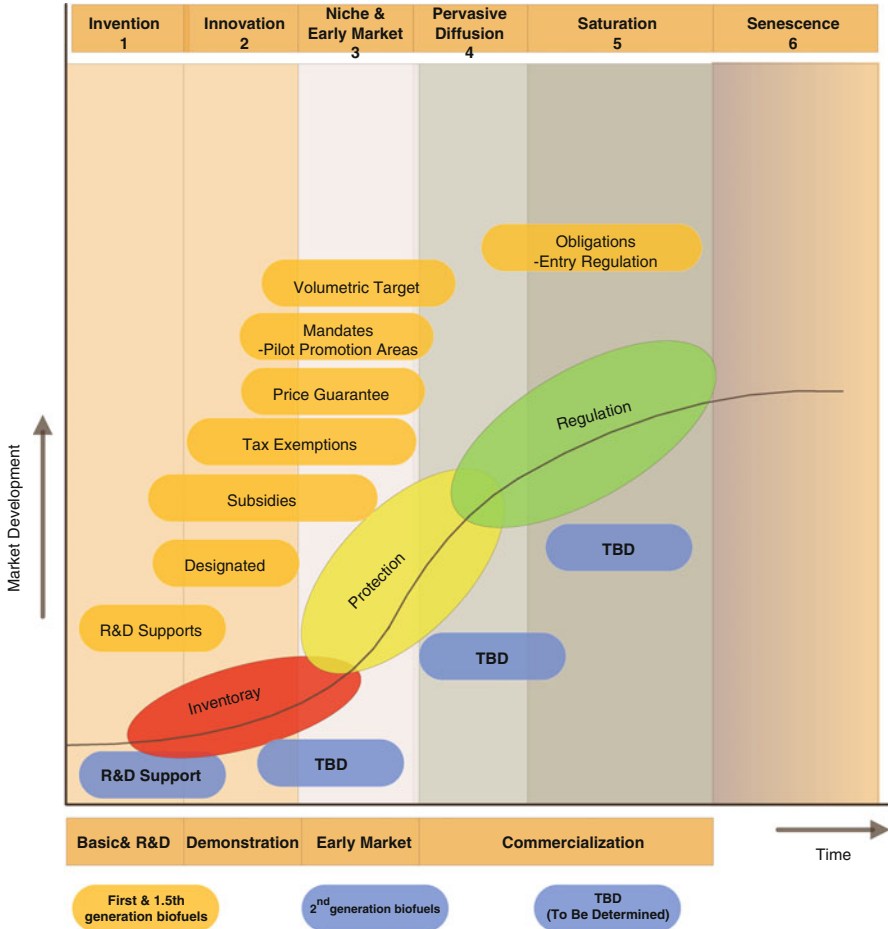 Invention
1
Innovation
2
Niche &
Early Market
3
Pervasive
Diffusion
4
Saturation
5
Senescence
6
Obligations
-Entry Regulation
Volumetric Target
Mandates
-Pilot Promotion Areas
Price Guarantee
Regulation
Tax Exemptions
Subsidies
Market Development
TBD
Designated
Protection
R&D Supports
TBD
Inventoray
R&D Support
TBD
Basic& R&D
Demonstration
Early Market
Commercialization
Time
First & 1.5th
generation biofuels
2nd generation biofuels
TBD
(To Be Determined)